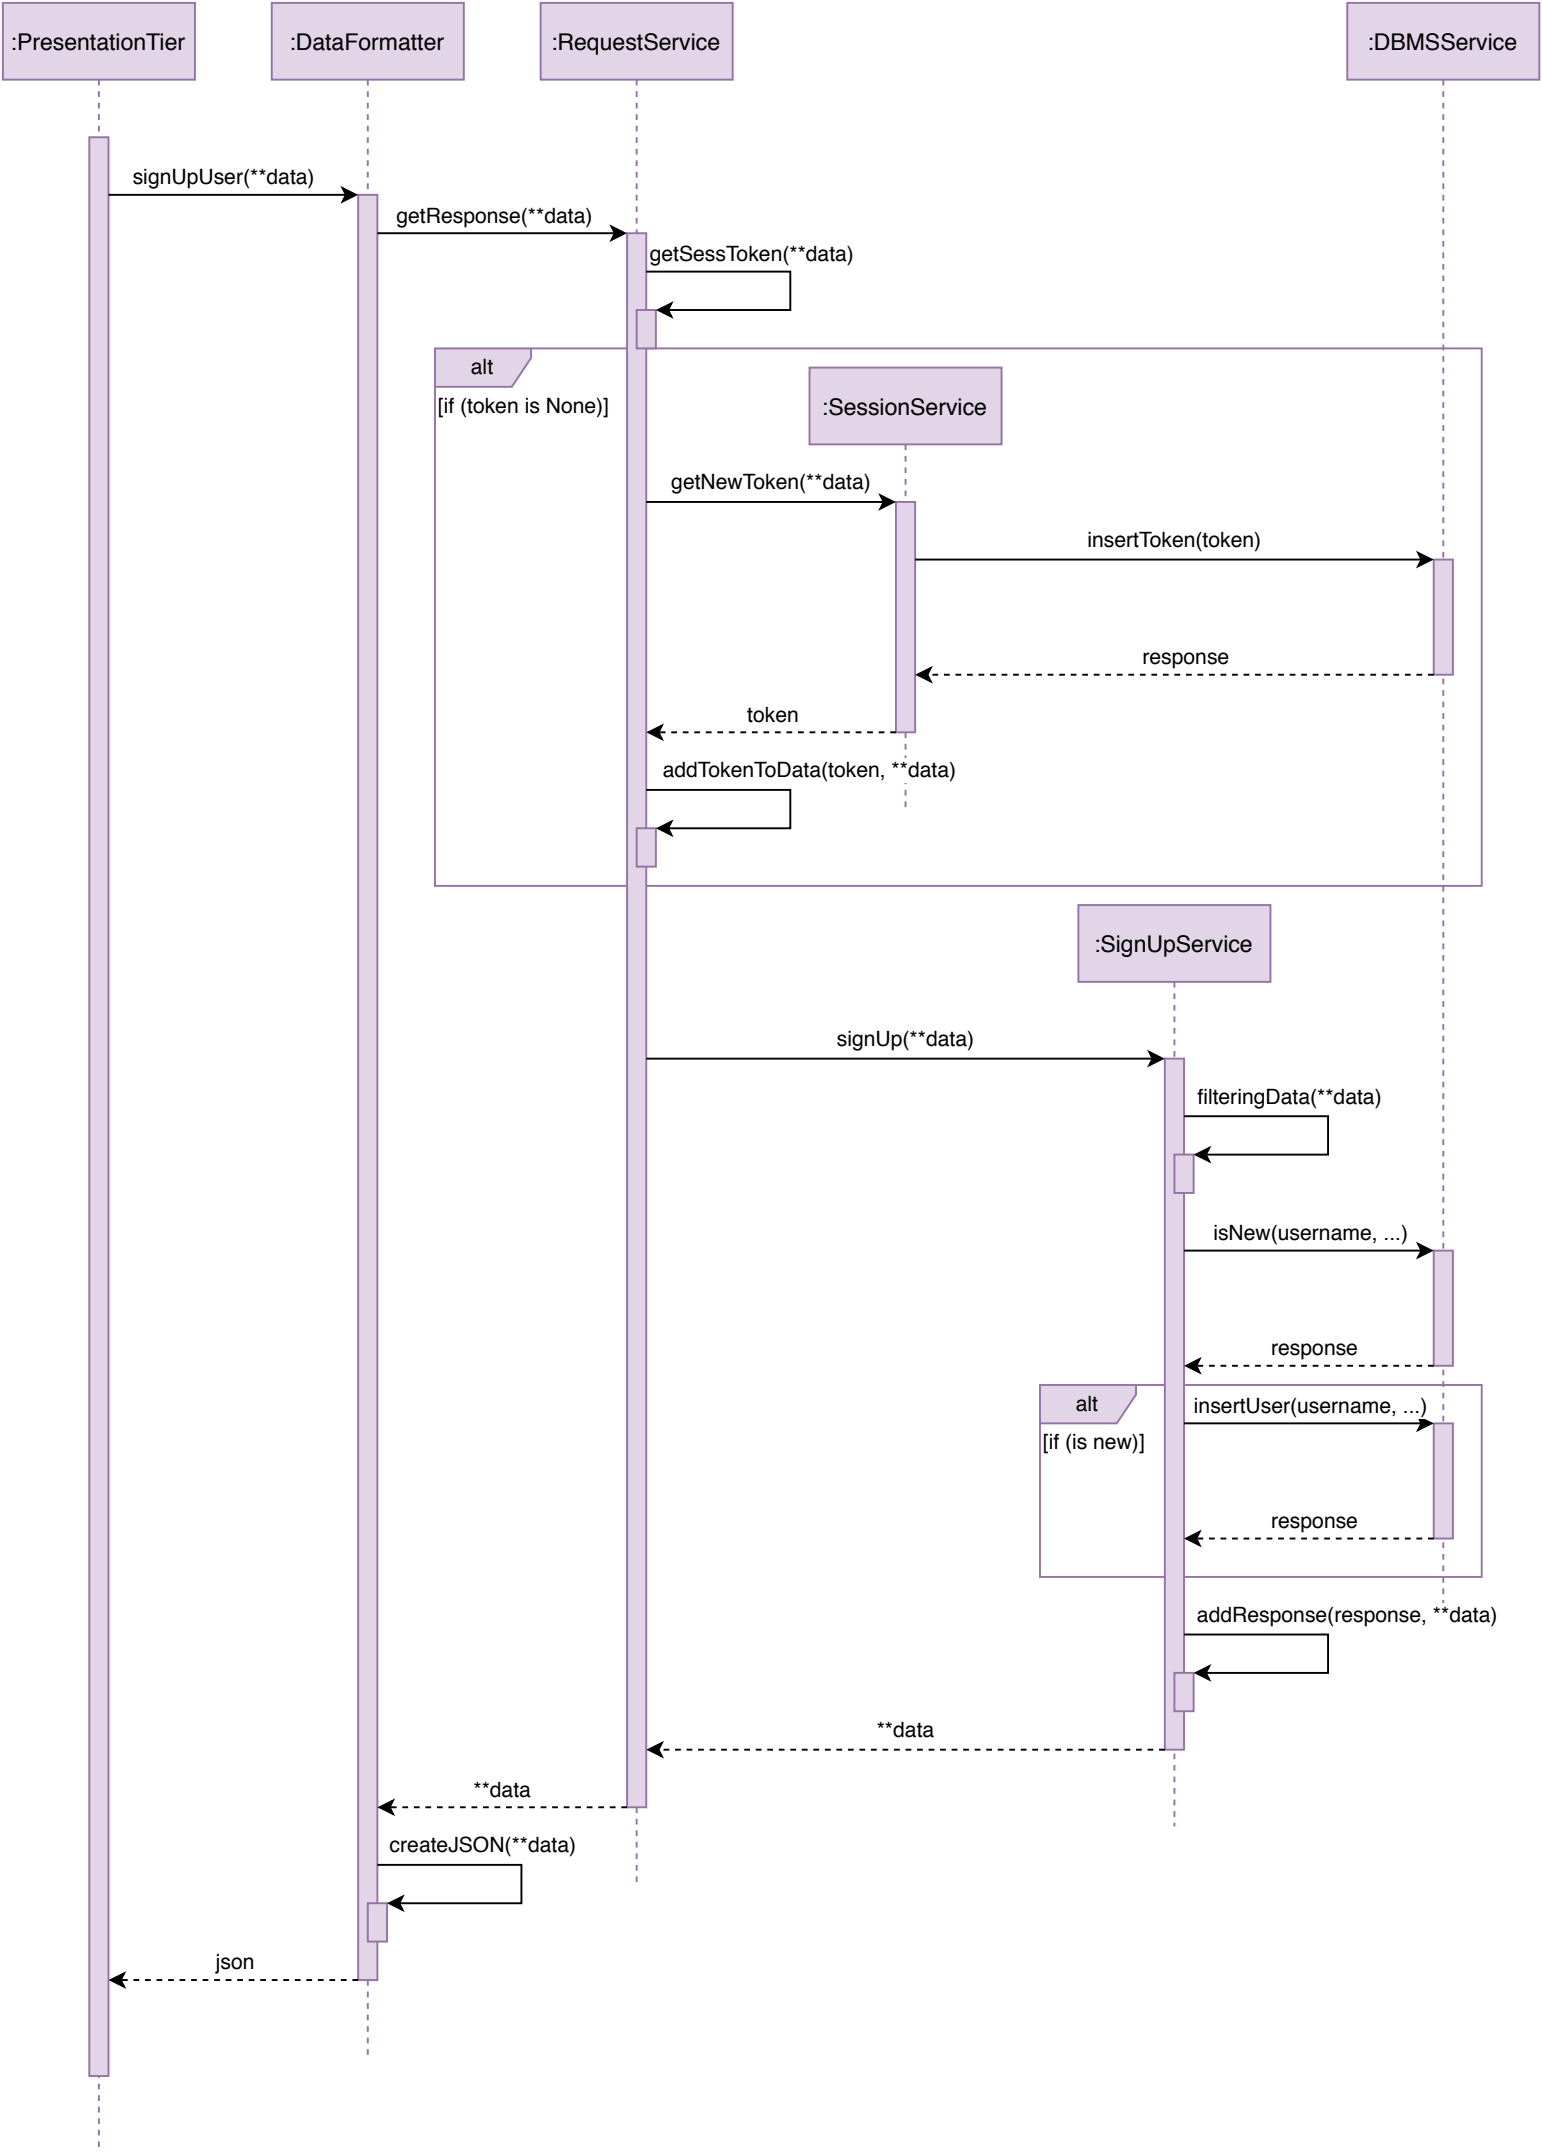 :PresentationTier
:DataFormatter
:RequestService
:DBMSService
signUpUser(**data)
getResponse(**data)
getSessToken(**data)
alt
[if (token is None)]
:SessionService
getNewToken(**data)
insertToken(token)
response
token
addTokenToData(token, **data)
:SignUpService
signUp(**data)
filteringData(**data)
isNew(username, ...)
response
alt
insertUser(username, ...)
[if (is new)]
response
addResponse(response, **data)
**data
**data
createJSON(**data)
json